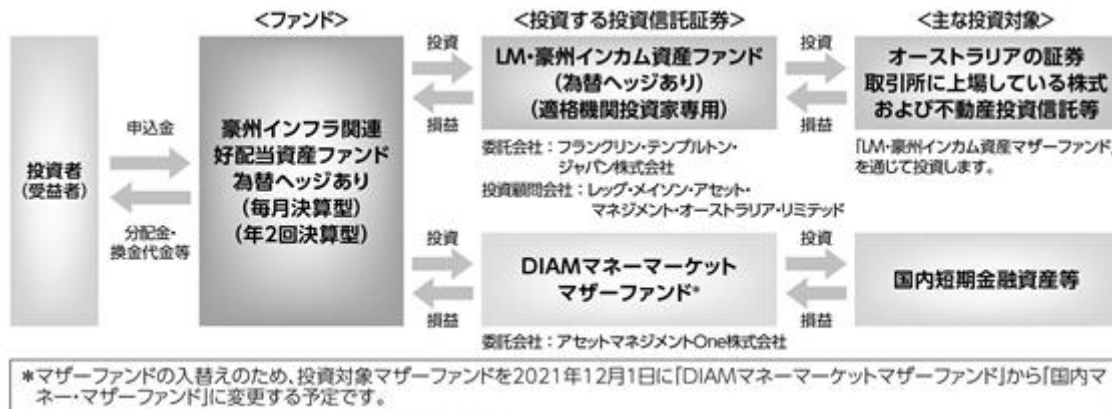 <ファンド>
<投資する投資信託証券>
<主な投資対象>
投資者
(受益者)
申込金
分配金・
換金代金等
豪州インフラ関連
好配当資産ファンド
為替ヘッジあり
(毎月決算型)
(年2回決算型)
投資
損益
LM・豪州インカム資産ファンド
(為替ヘッジあり)
(適格機関投資家専用)
委託会社：フランクリン・テンプルトン・
ジャパン株式会社
投資顧問会社：レッグ・メイソン・アセット・
マネジメント・オーストラリア・リミテッド
投資
損益
オーストラリアの証券
取引所に上場している株式
および不動産投資信託等
「LM・豪州インカム資産マザーファンド」
を通じて投資します。
投資
損益
DIAMマネーマーケット
マザーファンド*
委託会社：アセットマネジメントOne株式会社
投資
損益
国内短期金融資産等
*マザーファンドの入替えのため、投資対象マザーファンドを2021年12月1日に「DIAMマネーマーケットマザーファンド」から「国内マ
ネー・マザーファンド」に変更する予定です。